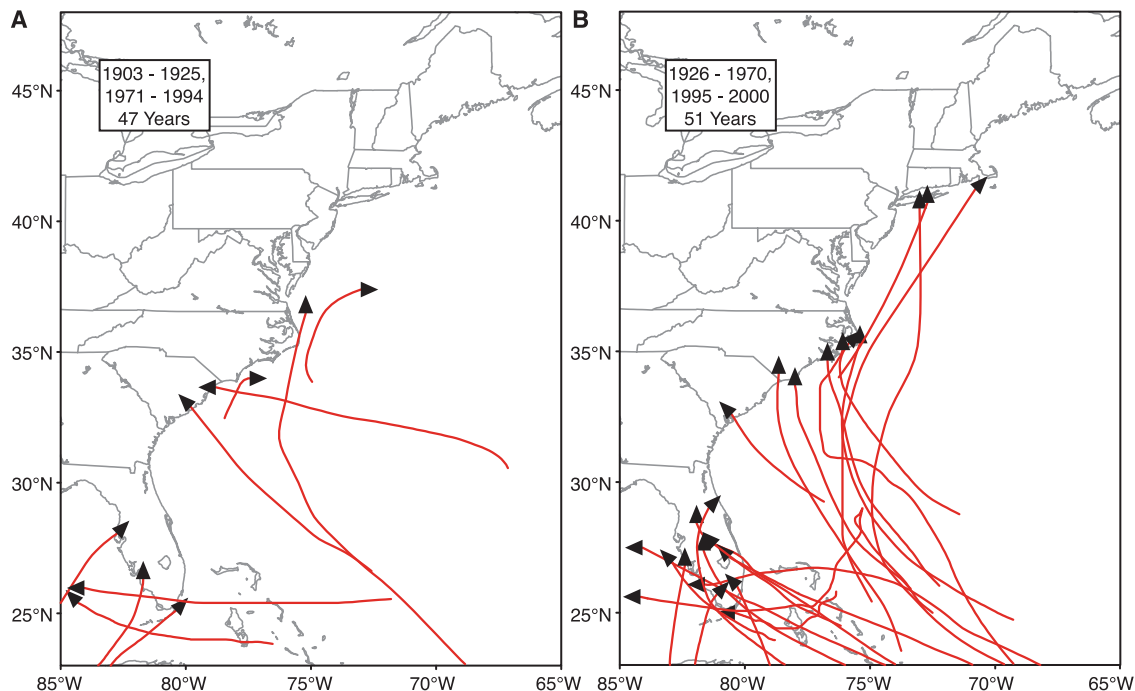 A
1903 - 1925,
1971 - 1994
47 Years
45°N
40°N
35°N
30°N
25°N
85°W
80°W
75°W
70°W
65°W
B
1926 - 1970,
1995 - 2000
51 Years
45°N
40°N
35°N
30°N
25°N
85°W
80°W
75°W
70°W
65°W